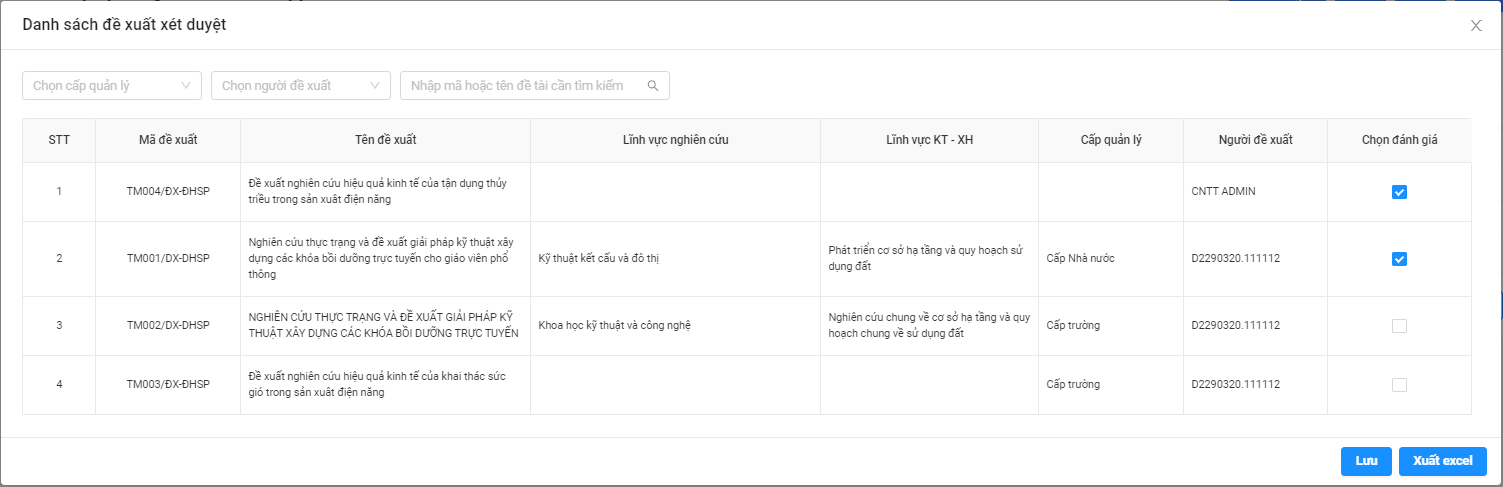 Danh sách đề xuất xét duyệt
Chọn cấp quản lý
Chọn người đề xuất
Nhập mã hoặc tên đề tài cần tìm kiếm
STT
Mã đề xuất
Tên đề xuất
Lĩnh vực nghiên cứu
Lĩnh vực KT - XH
Cấp quản lý
Người đề xuất
Chọn đánh giá
1
TM004/ĐX-ĐHSP
Đề xuất nghiên cứu hiệu quả kinh tế của tận dụng thủy
triều trong sản xuât điện năng
CNTT ADMIN
2
TM001/DX-DHSP
Nghiên cứu thực trạng và đề xuất giải pháp kỹ thuật xây
dựng các khóa bồi dưỡng trực tuyến cho giáo viên phổ
thông
Kỹ thuật kết cấu và đô thị
Phát triển cơ sở hạ tầng và quy hoạch sử
dụng đất
Cấp Nhà nước
D2290320.111112
3
TM002/DX-DHSP
NGHIÊN CỨU THỰC TRẠNG VÀ ĐỀ XUẤT GIẢI PHÁP KỸ
THUẬT XÂY DỰNG CÁC KHÓA BỒI DƯỠNG TRỰC TUYẾN
Khoa học kỹ thuật và công nghệ
Nghiên cứu chung về cơ sở hạ tầng và quy
hoạch chung về sử dụng đất
Cấp trường
D2290320.111112
4
TM003/ĐX-ĐHSP
Đề xuất nghiên cứu hiệu quả kinh tế của khai thác sức
gió trong sản xuât điện năng
Cấp trường
D2290320.111112
Lưu
Xuất excel